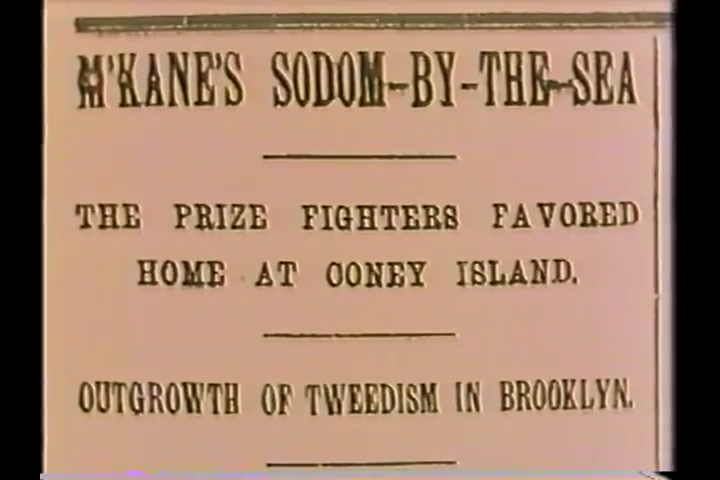 M'KANE'S SODOM-BY-THE-SEA
THE PRIZE FIGHTERS FAVORED
HOME AT CONEY ISLAND.
OUTGROWTH OF TWEEDISM IN BROOKLYN.